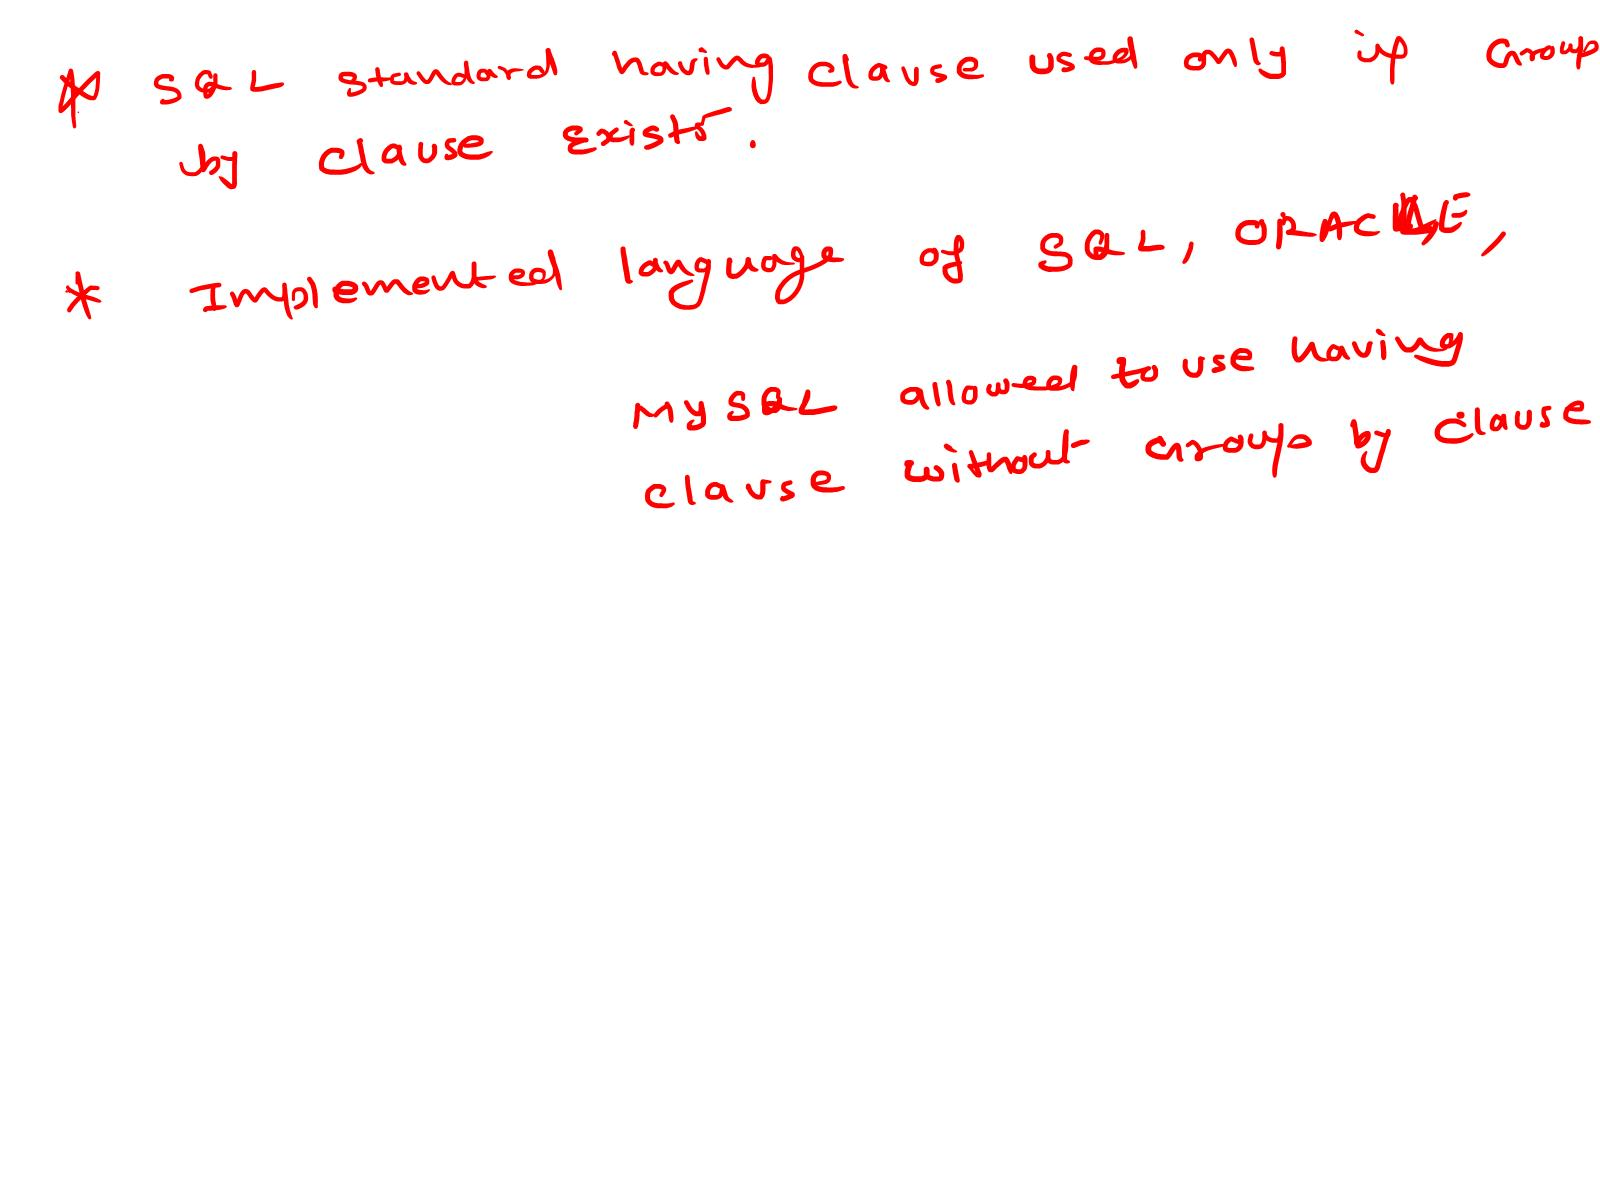 * SQL standard having clause used only if Group
by clause Exists.
* Implemented language of SQL, ORACLE,
MySQL allowed to use having
clause without Group by clause